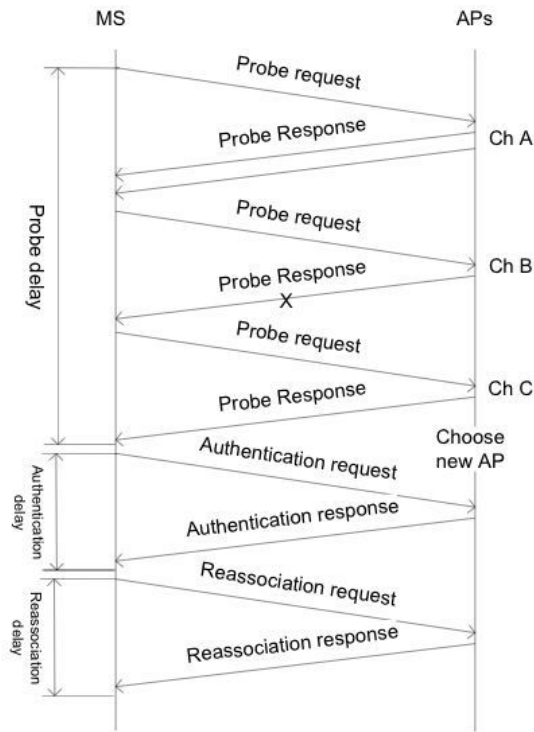 MS
APs
Probe request
Probe Response
Ch A
Probe delay
Probe request
Ch B
Probe Response
X
Probe request
Ch C
Probe Response
Choose
new AP
Authentication request
Authentication
delay
Authentication response
Reassociation request
Reassociation
delay
Reassociation response